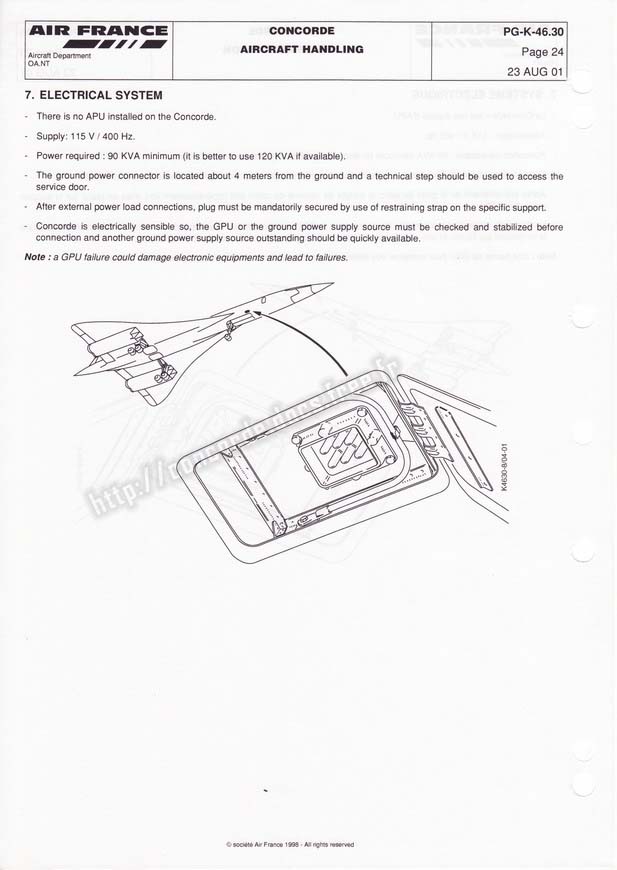 AIR FRANCE
Aircraft Department
OA.NT
CONCORDE
AIRCRAFT HANDLING
PG-K-46.30
Page 24
23 AUG 01
7. ELECTRICAL SYSTEM
- There is no APU installed on the Concorde.
- Supply: 115 V / 400 Hz.
- Power required : 90 KVA minimum (it is better to use 120 KVA if available).
- The ground power connector is located about 4 meters from the ground and a technical step should be used to access the
service door.
- After external power load connections, plug must be mandatorily secured by use of restraining strap on the specific support.
- Concorde is electrically sensible so, the GPU or the ground power supply source must be checked and stabilized before
connection and another ground power supply source outstanding should be quickly available.
Note : a GPU failure could damage electronic equipments and lead to failures.
http://concorde.docs.free.fr
K4630-8/04-01
© société Air France 1998 - All rights reserved